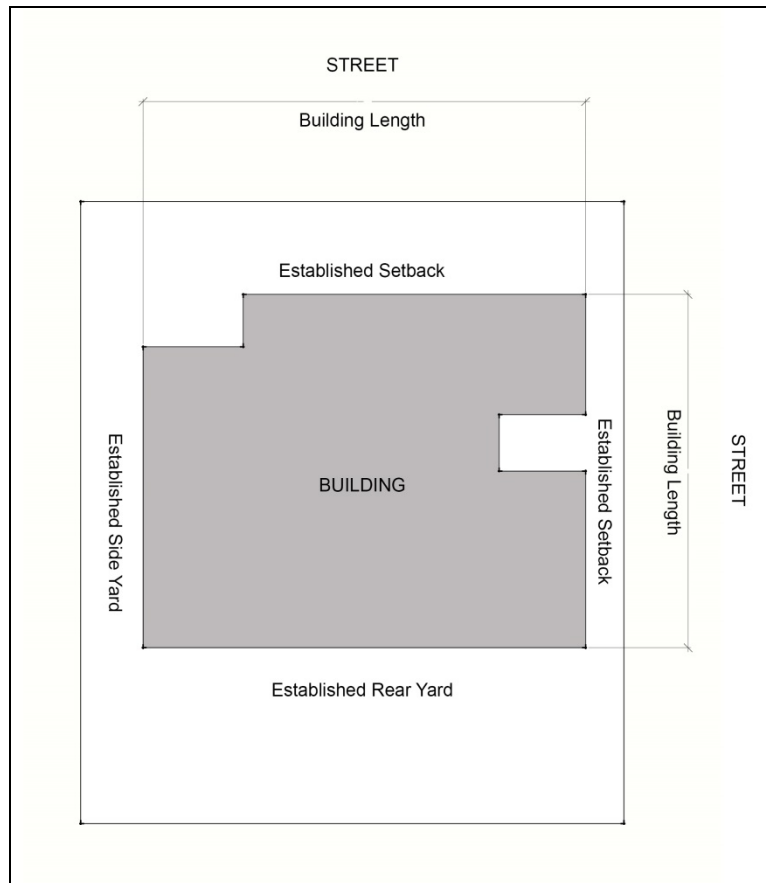 STREET
Building Length
Established Setback
Established Side Yard
BUILDING
Established Setback
Building Length
STREET
Established Rear Yard